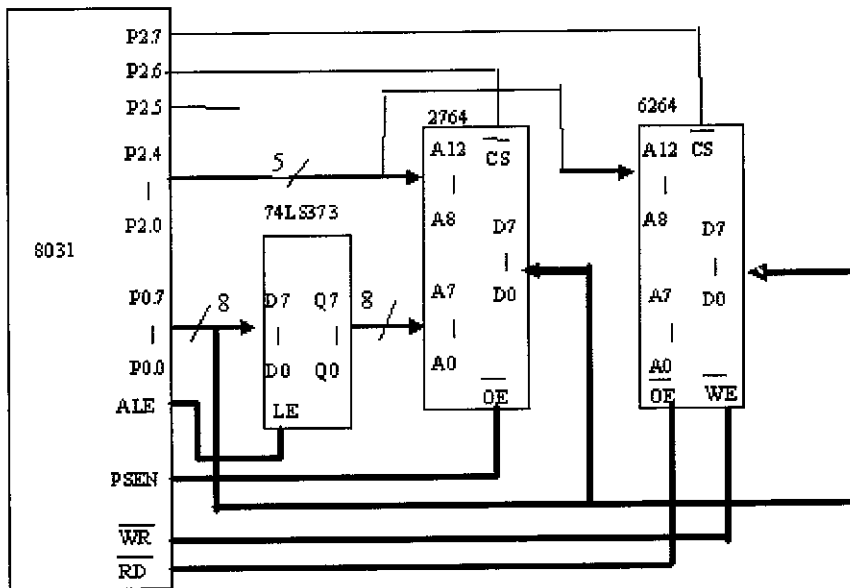 P2.7
P2.6
P2.5
P2.4
|
P2.0
8031
P0.7
|
P0.0
ALE
PSEN
WR
RD
5
74LS373
8
D7 Q7
| |
D0 Q0
LE
8
2764
A12 CS
|
A8
D7
|
D0
A7
|
A0
OE
6264
A12 CS
|
A8
D7
|
D0
A7
|
A0
OE WE